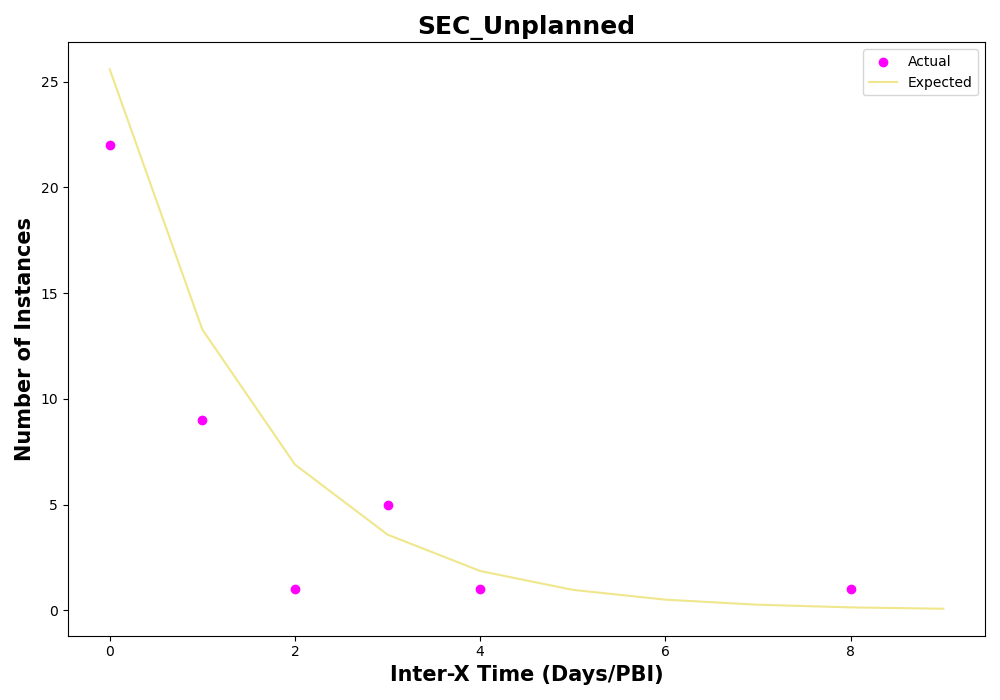 SEC_Unplanned
Actual
Expected
Number of Instances
25
20
15
10
5
0
0 2 4 6 8
Inter-X Time (Days/PBI)